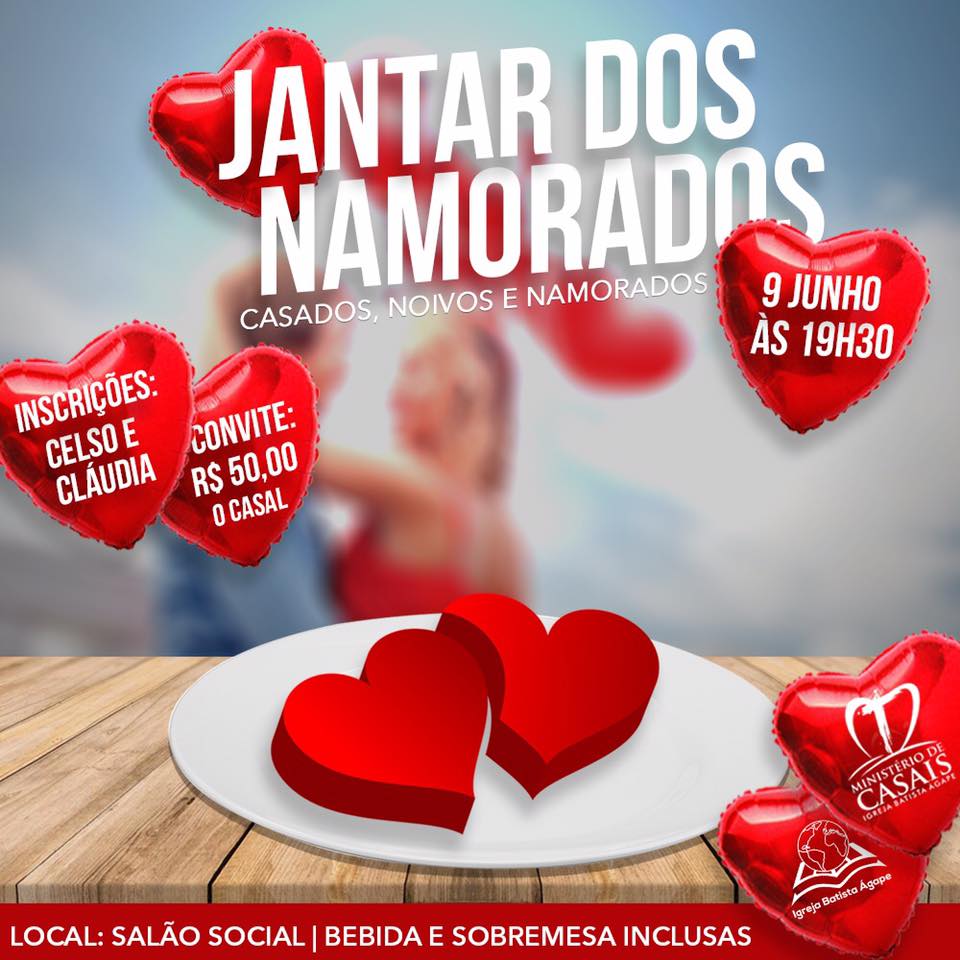 JANTAR DOS
NAMORADOS
CASADOS, NOIVOS E NAMORADOS
9 JUNHO
ÀS 19H30
INSCRIÇÕES:
CELSO E
CLÁUDIA
CONVITE:
R$ 50,00
O CASAL
MINISTÉRIO DE
CASAIS
IGREJA BATISTA ÁGAPE
Igreja Batista Ágape
LOCAL: SALÃO SOCIAL | BEBIDA E SOBREMESA INCLUSAS